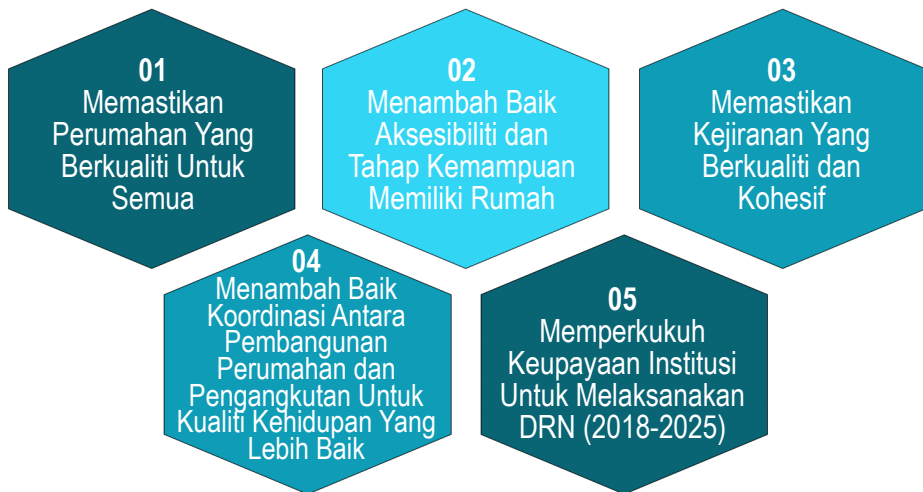 01
Memastikan
Perumahan Yang
Berkualiti Untuk
Semua
02
Menambah Baik
Aksesibiliti dan
Tahap Kemampuan
Memiliki Rumah
03
Memastikan
Kejiranan Yang
Berkualiti dan
Kohesif
04
Menambah Baik
Koordinasi Antara
Pembangunan
Perumahan dan
Pengangkutan Untuk
Kualiti Kehidupan Yang
Lebih Baik
05
Memperkukuh
Keupayaan Institusi
Untuk Melaksanakan
DRN (2018-2025)